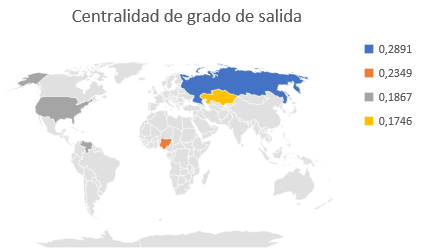 Centralidad de grado de salida
0,2891
0,2349
0,1867
0,1746